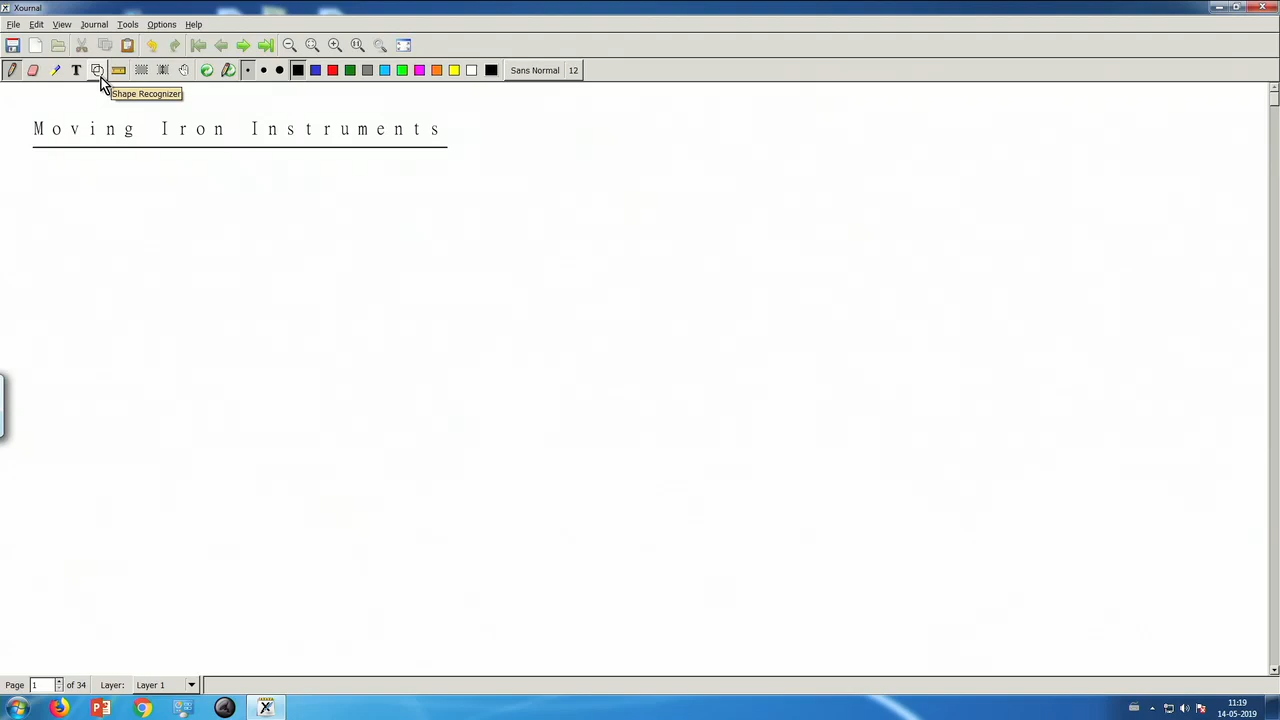 Xournal
File Edit View Journal Tools Options Help
T Sans Normal 12
Shape Recognizer
Moving Iron Instruments
Page 1 of 34 Layer: Layer 1
11:19
14-05-2019